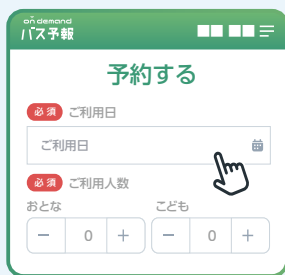 on demand
バス予報
予約する
必須 ご利用日
ご利用日
必須 ご利用人数
おとな こども
− 0 + − 0 +